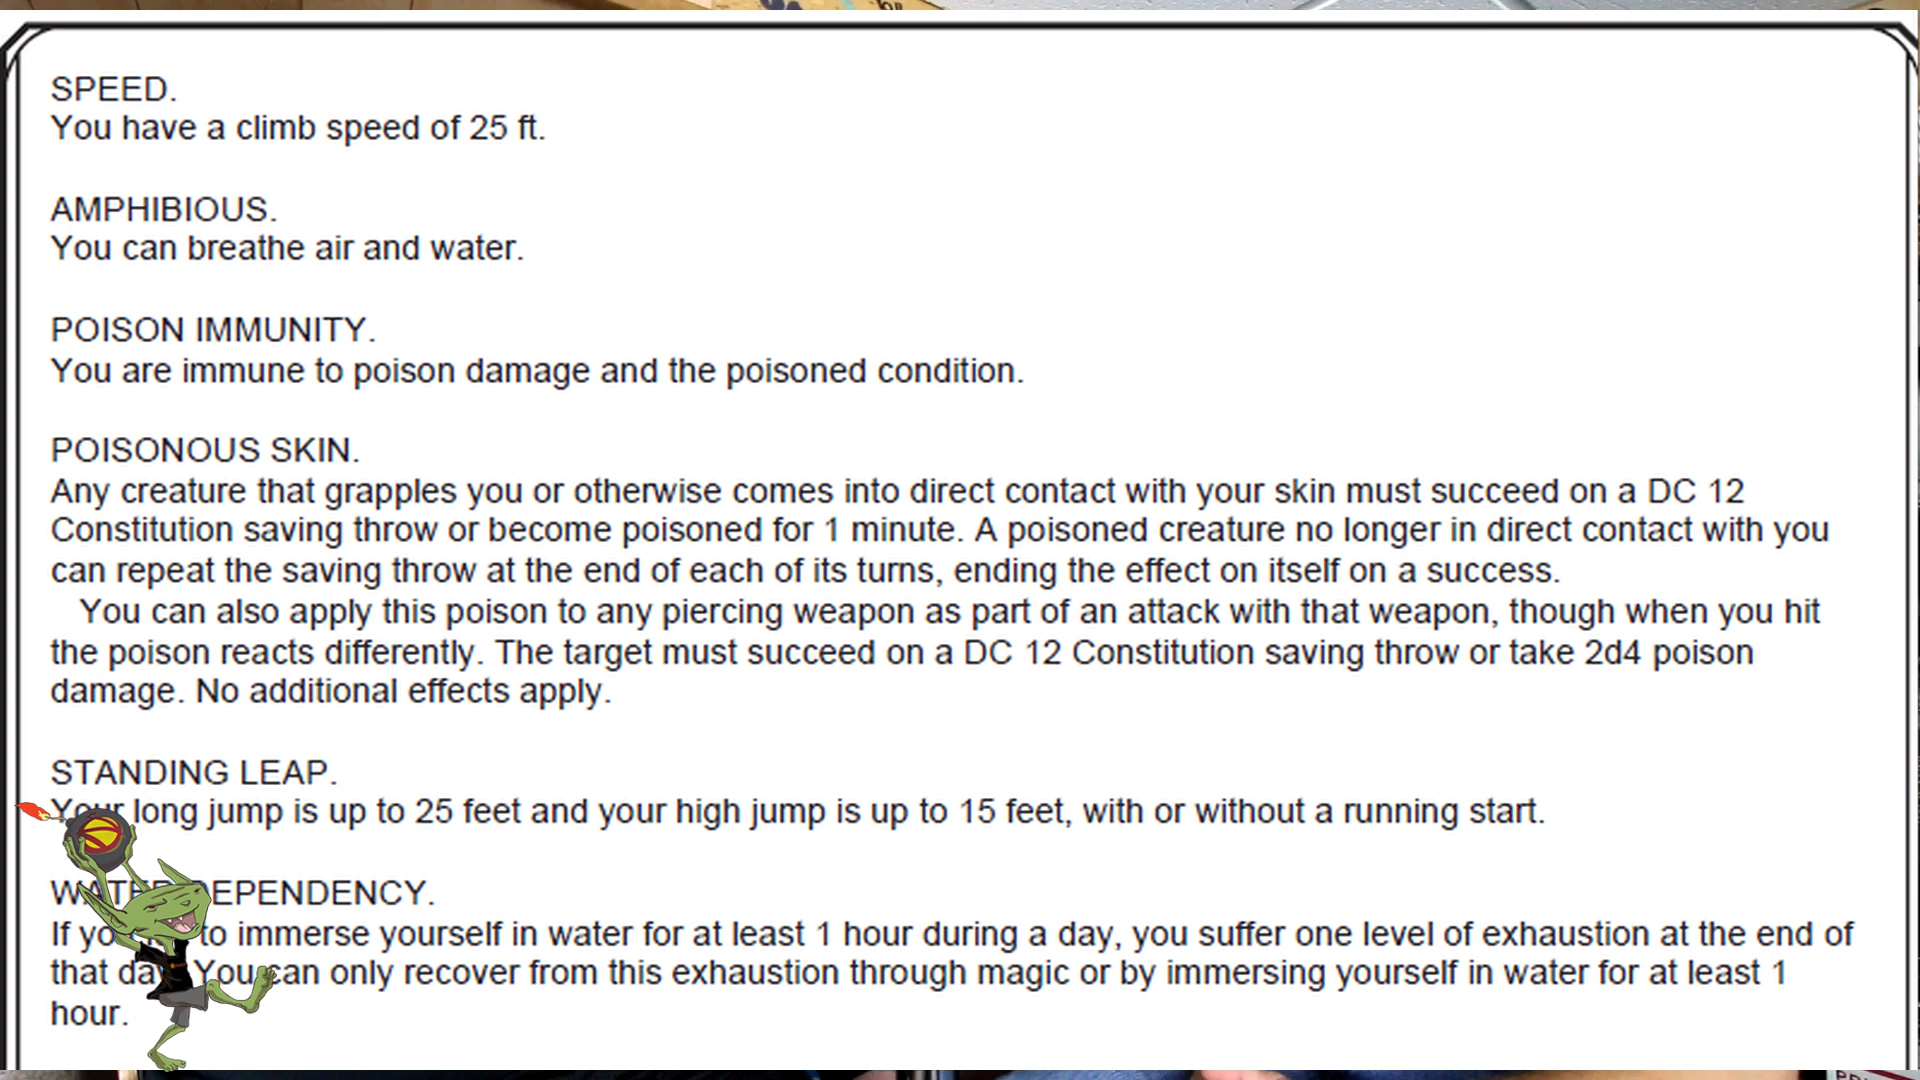 SPEED.
You have a climb speed of 25 ft.
AMPHIBIOUS.
You can breathe air and water.
POISON IMMUNITY.
You are immune to poison damage and the poisoned condition.
POISONOUS SKIN.
Any creature that grapples you or otherwise comes into direct contact with your skin must succeed on a DC 12
Constitution saving throw or become poisoned for 1 minute. A poisoned creature no longer in direct contact with you
can repeat the saving throw at the end of each of its turns, ending the effect on itself on a success.
You can also apply this poison to any piercing weapon as part of an attack with that weapon, though when you hit
the poison reacts differently. The target must succeed on a DC 12 Constitution saving throw or take 2d4 poison
damage. No additional effects apply.
STANDING LEAP.
Your long jump is up to 25 feet and your high jump is up to 15 feet, with or without a running start.
WATER DEPENDENCY.
If you to immerse yourself in water for at least 1 hour during a day, you suffer one level of exhaustion at the end of
that day. You can only recover from this exhaustion through magic or by immersing yourself in water for at least 1
hour.